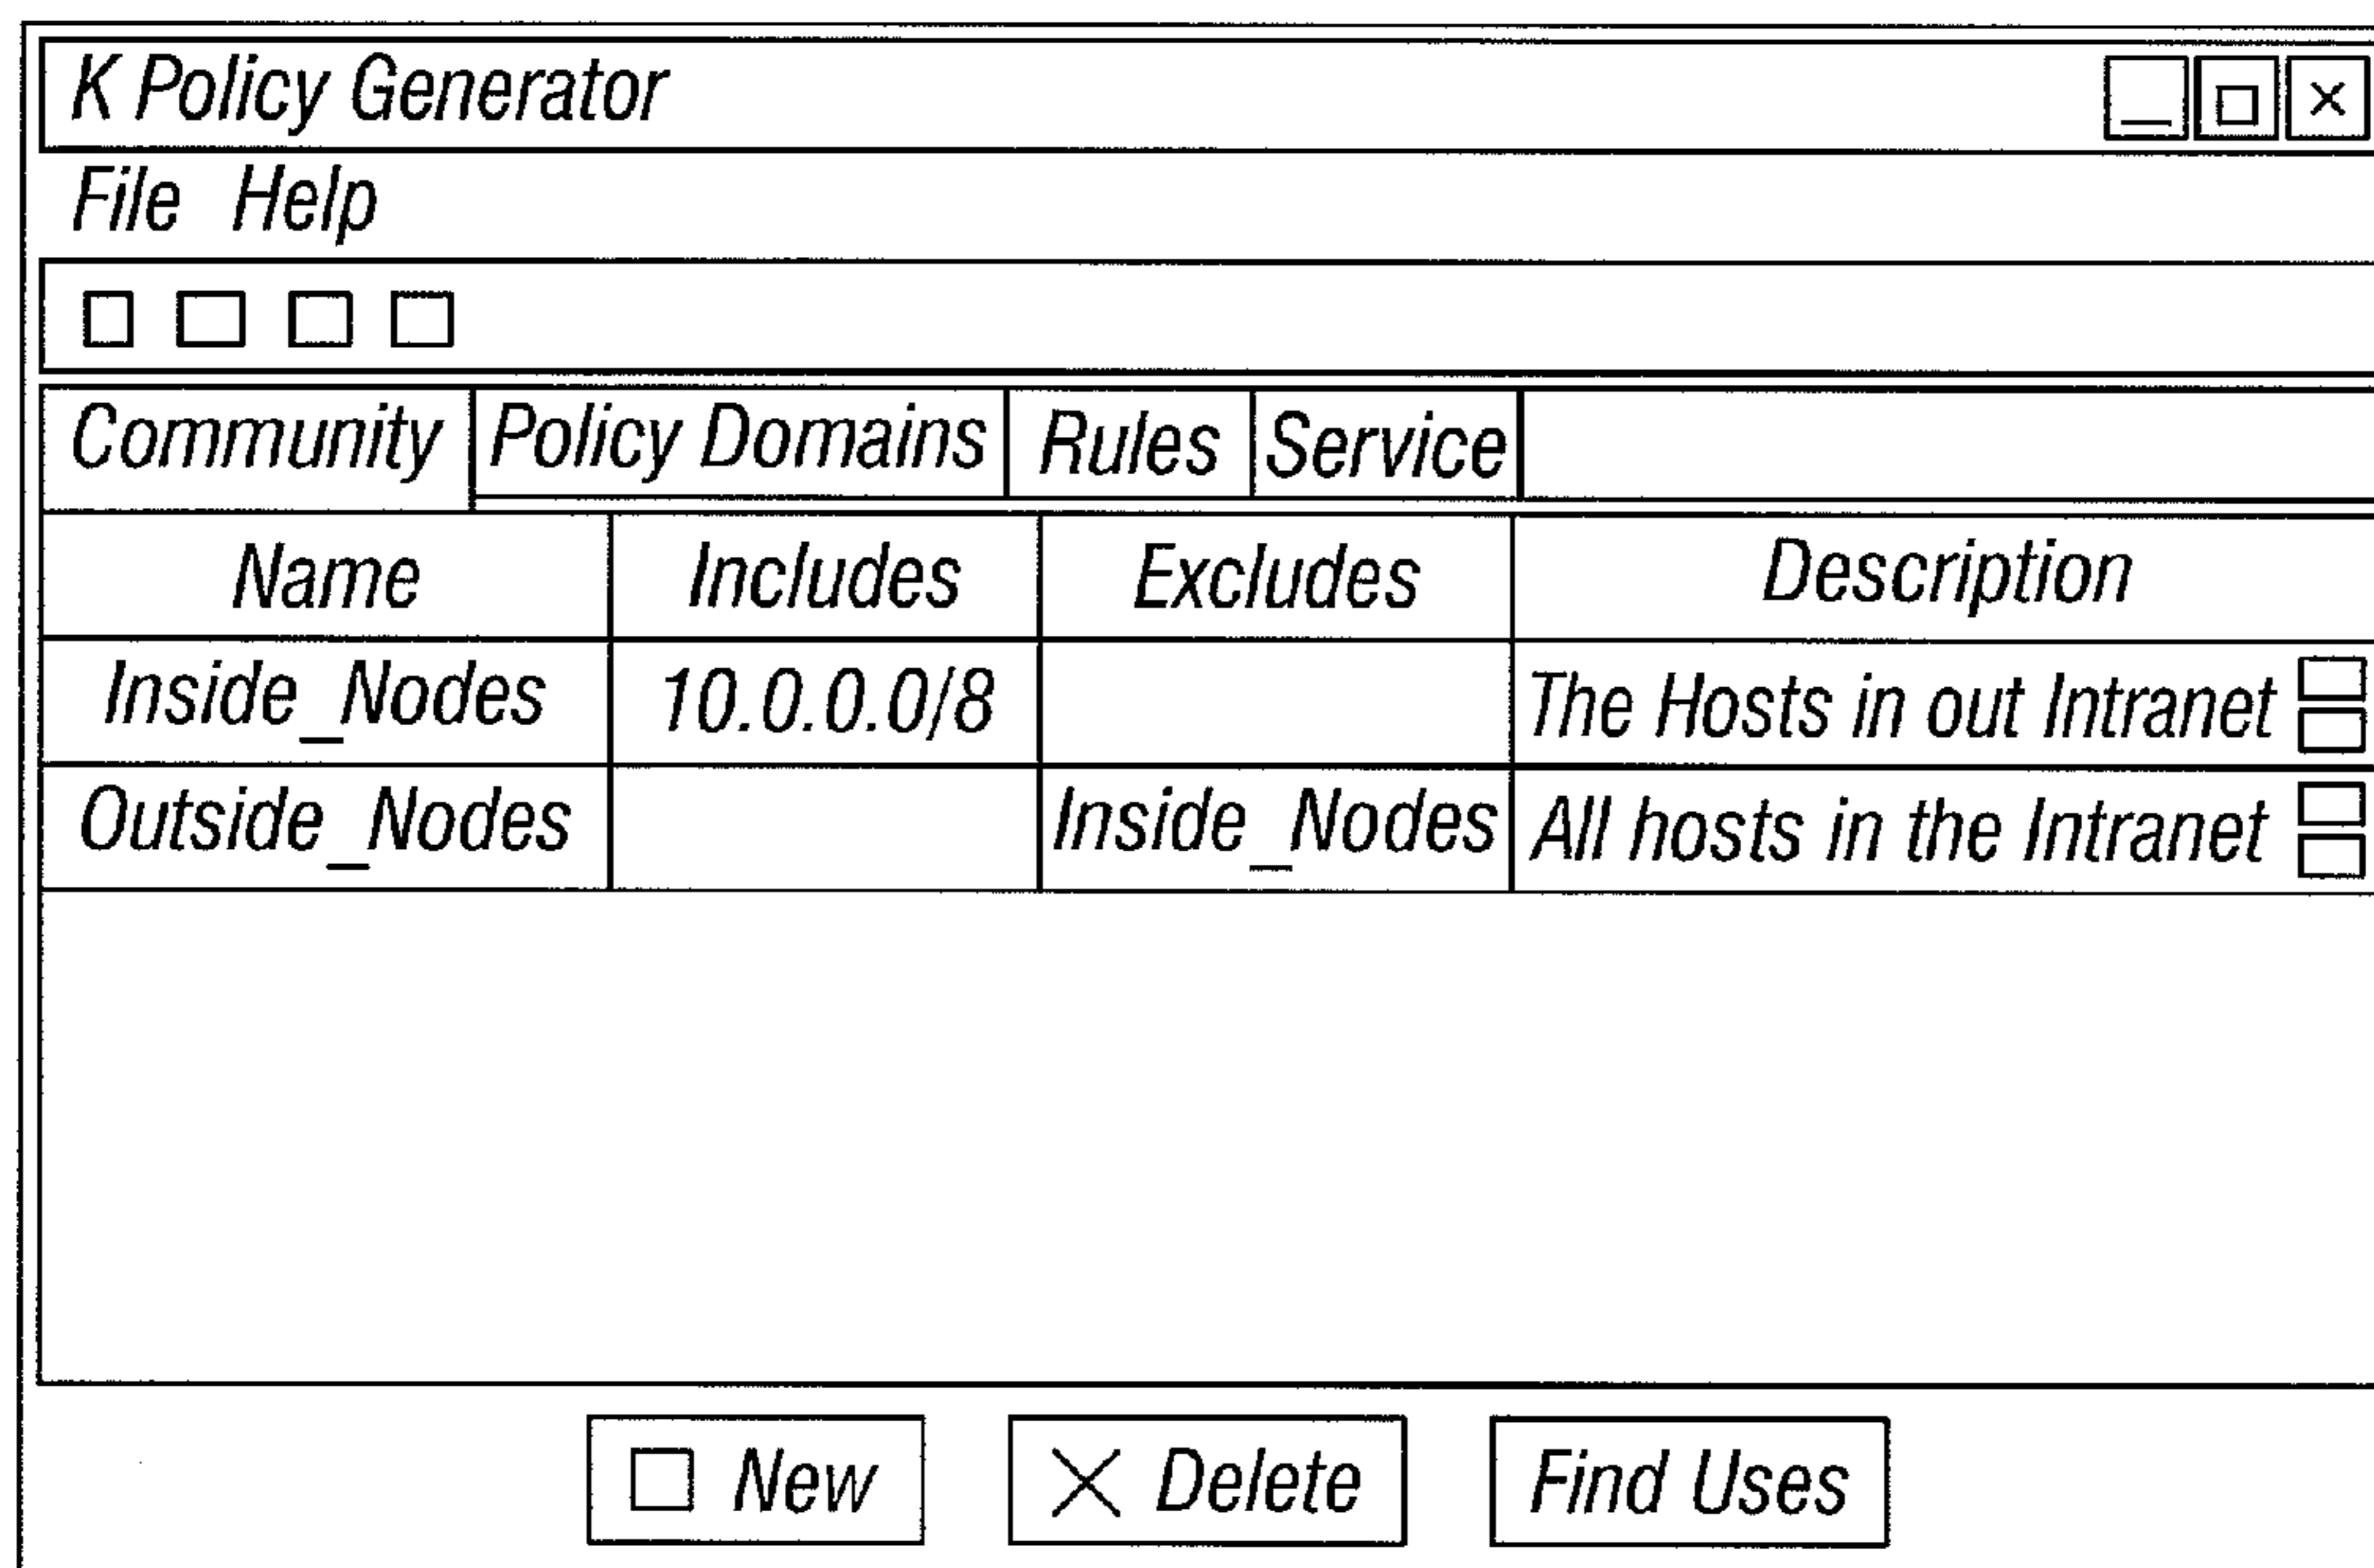 K Policy Generator
File Help
Community Policy Domains Rules Service
Name Includes Excludes Description
Inside_Nodes 10.0.0.0/8 The Hosts in out Intranet
Outside_Nodes Inside_Nodes All hosts in the Intranet
New Delete Find Uses